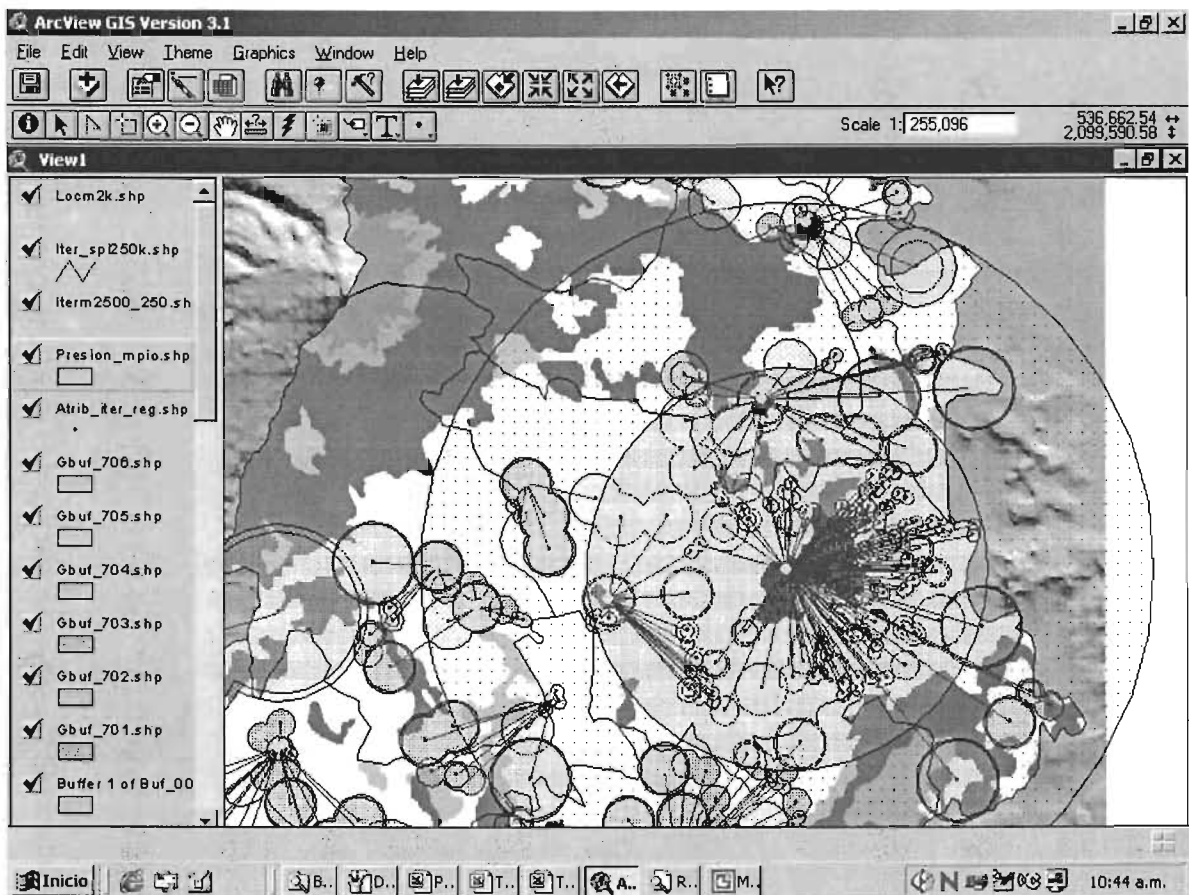 ArcView GIS Version 3.1
File Edit View Theme Graphics Window Help
Scale 1: 255,096
536,662.54
2,099,590.58
View1
Locm2k.shp
Iter_spl250k.shp
Iterm2500_250.sh
Presion_mpio.shp
Atrib_iter_reg.shp
Gbuf_706.shp
Gbuf_705.shp
Gbuf_704.shp
Gbuf_703.shp
Gbuf_702.shp
Gbuf_701.shp
Buffer 1 of Buf_00
Inicio B.. D.. P.. T.. T.. A.. R.. M.. 10:44 a.m.